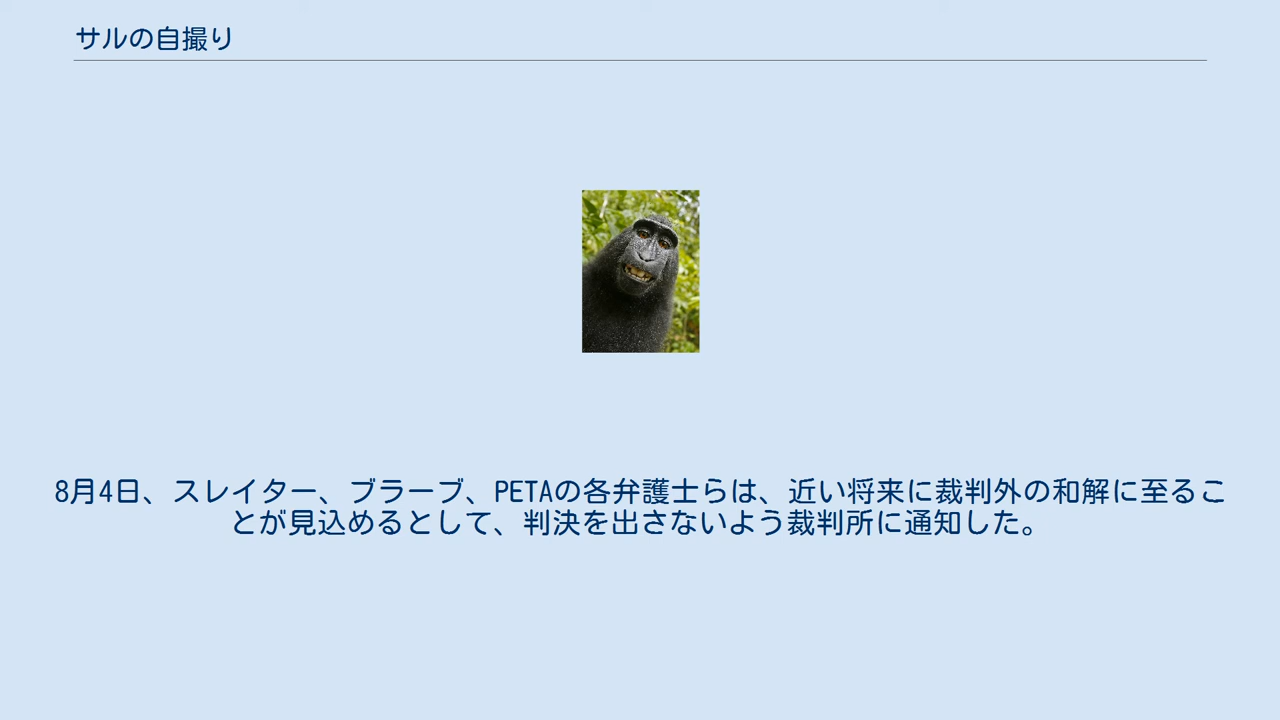 サルの自撮り
8月4日、スレイター、ブラーブ、PETAの各弁護士らは、近い将来に裁判外の和解に至るこ
とが見込めるとして、判決を出さないよう裁判所に通知した。